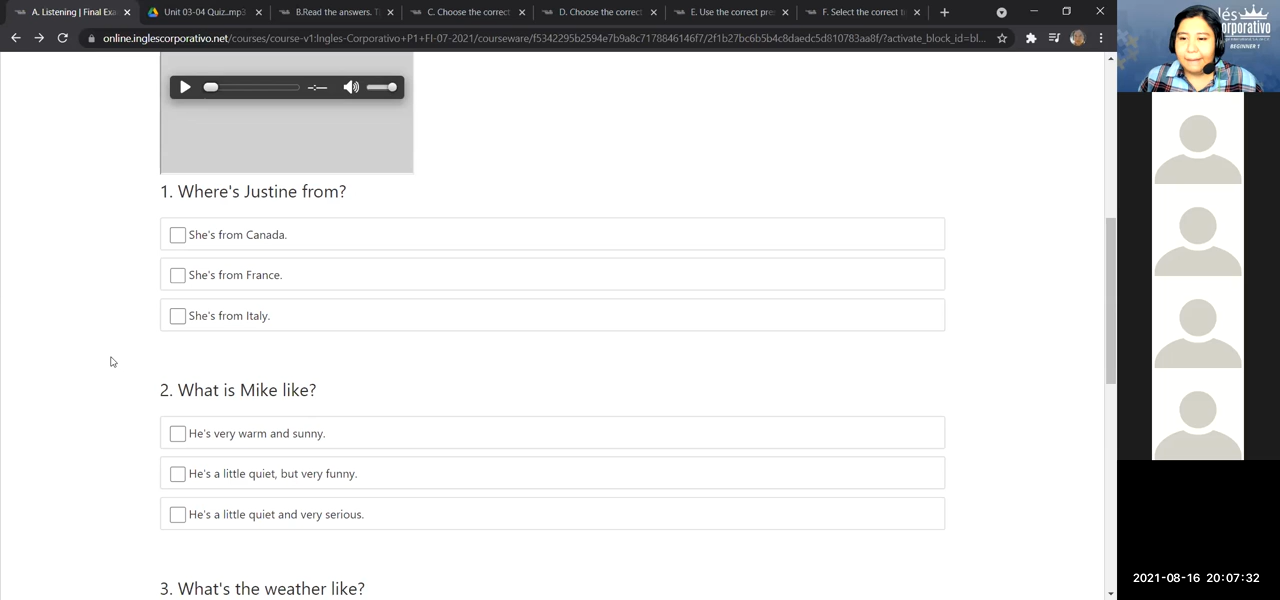 A. Listening | Final Exa
Unit 03-04 Quiz..mp3
B.Read the answers. T
C. Choose the correct
D. Choose the correct
E. Use the correct pre
F. Select the correct t
online.inglescorporativo.net/courses/course-v1:Ingles-Corporativo+P1+FI-07-2021/courseware/f5342295b2594e7b9a8c7178846146f7/2f1b27bc6b5b4c8daedc5d810783aa8f/?activate_block_id=bl...
lés
orporativo
BEGINNER 1
-:--
1. Where's Justine from?
She's from Canada.
She's from France.
She's from Italy.
2. What is Mike like?
He's very warm and sunny.
He's a little quiet, but very funny.
He's a little quiet and very serious.
3. What's the weather like?
2021-08-16 20:07:32